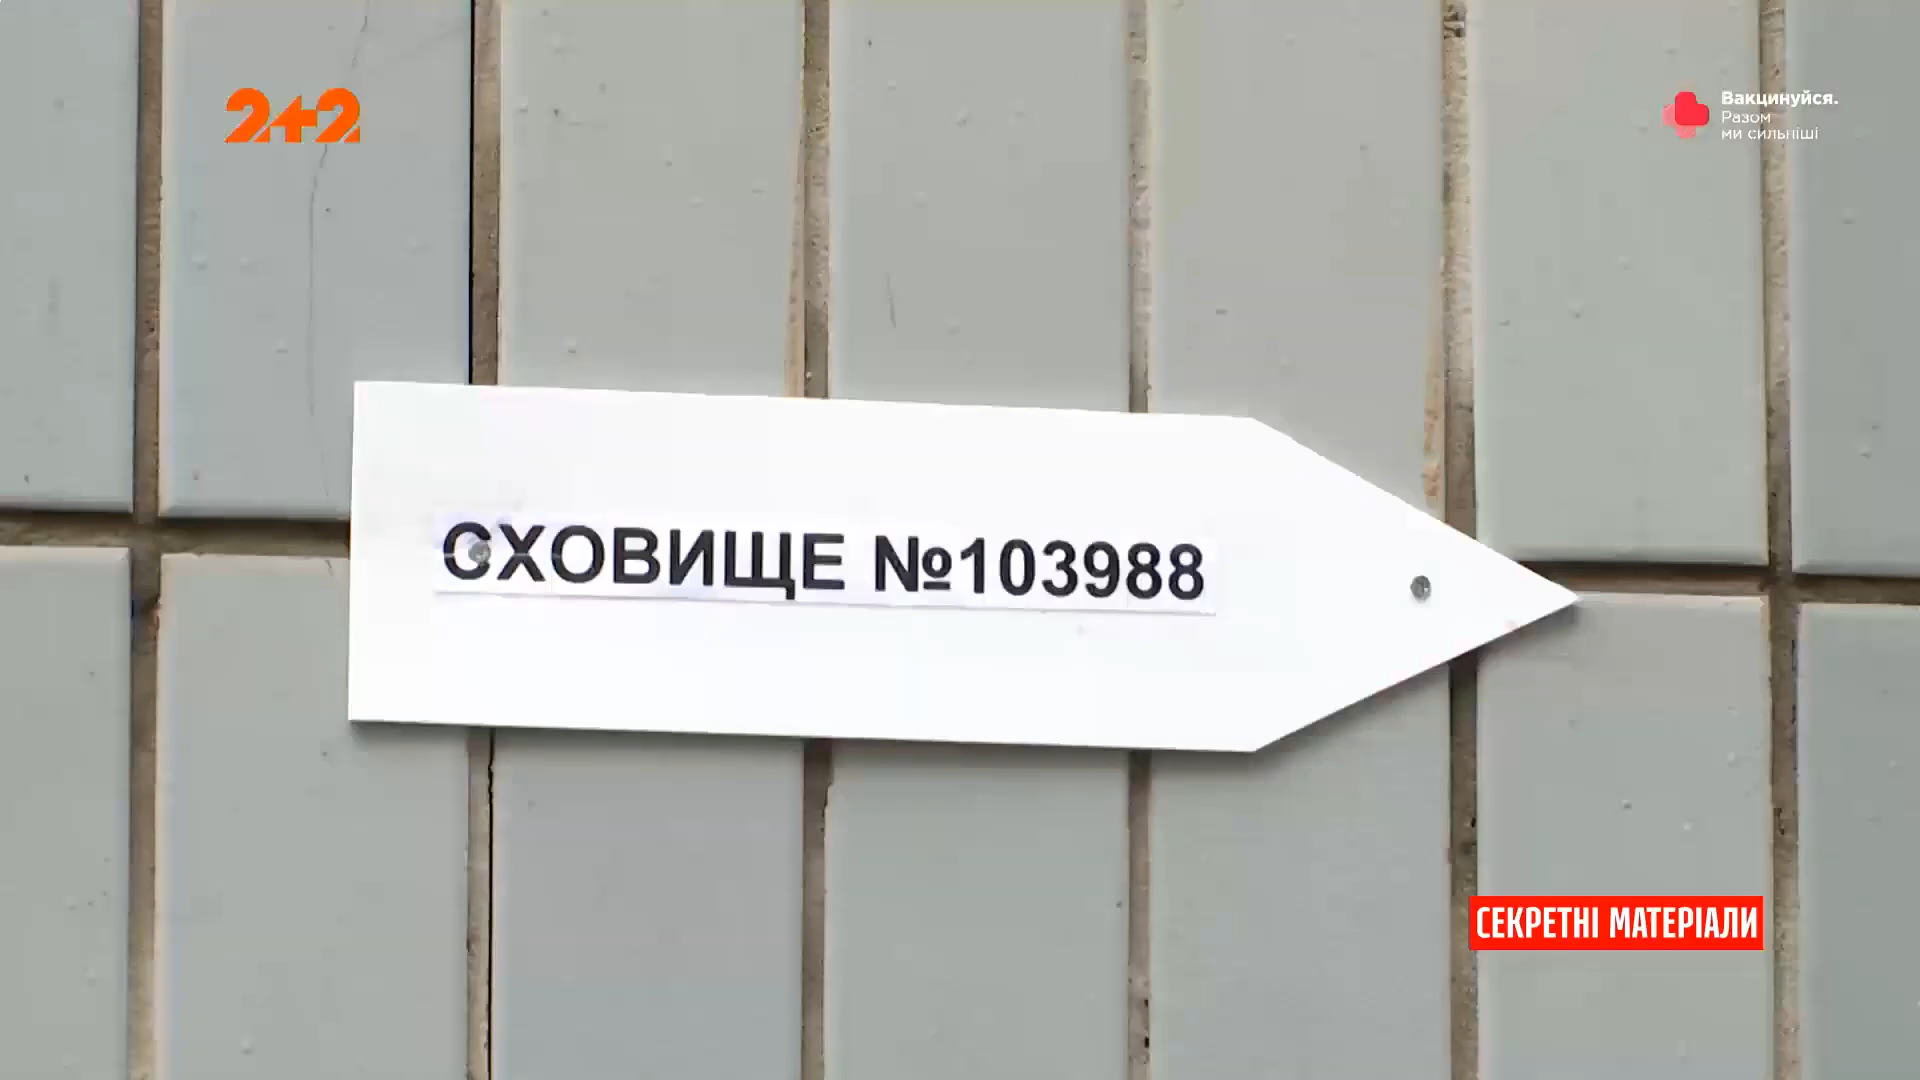 2+2
Вакцинуйся.
Разом
ми сильніші
СХОВИЩЕ №103988
СЕКРЕТНІ МАТЕРІАЛИ